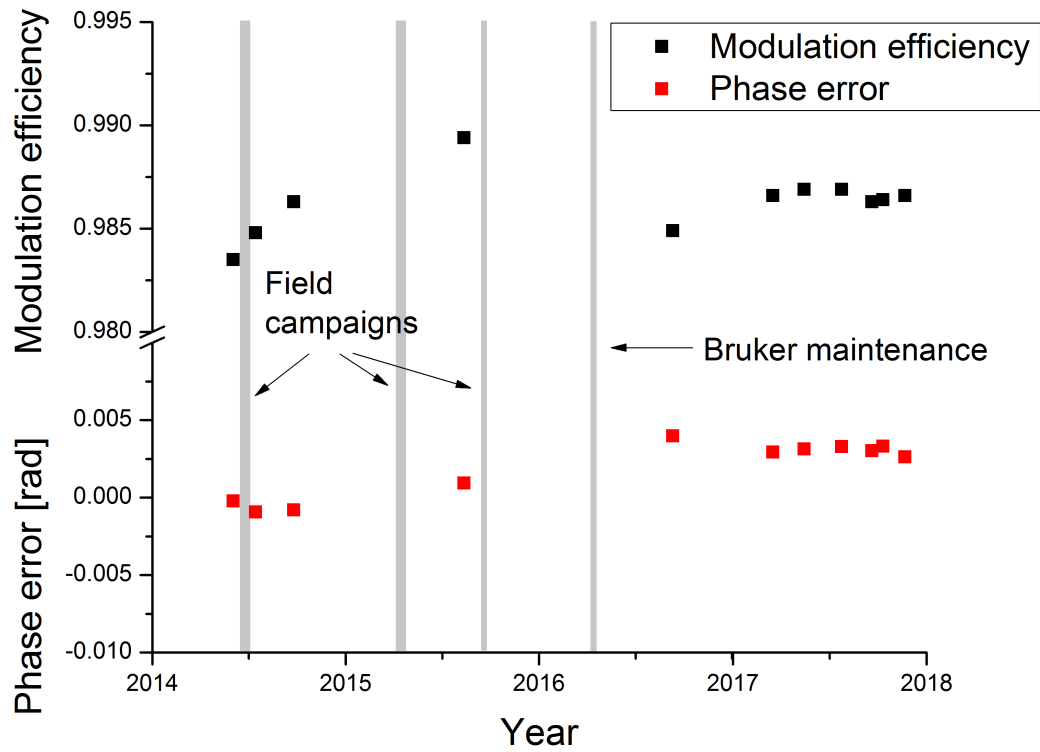 Modulation efficiency
Phase error [rad]
0.995
0.990
0.985
0.980
0.005
0.000
-0.005
-0.010
Modulation efficiency
Phase error
Field
campaigns
Bruker maintenance
2014
2015
2016
2017
2018
Year